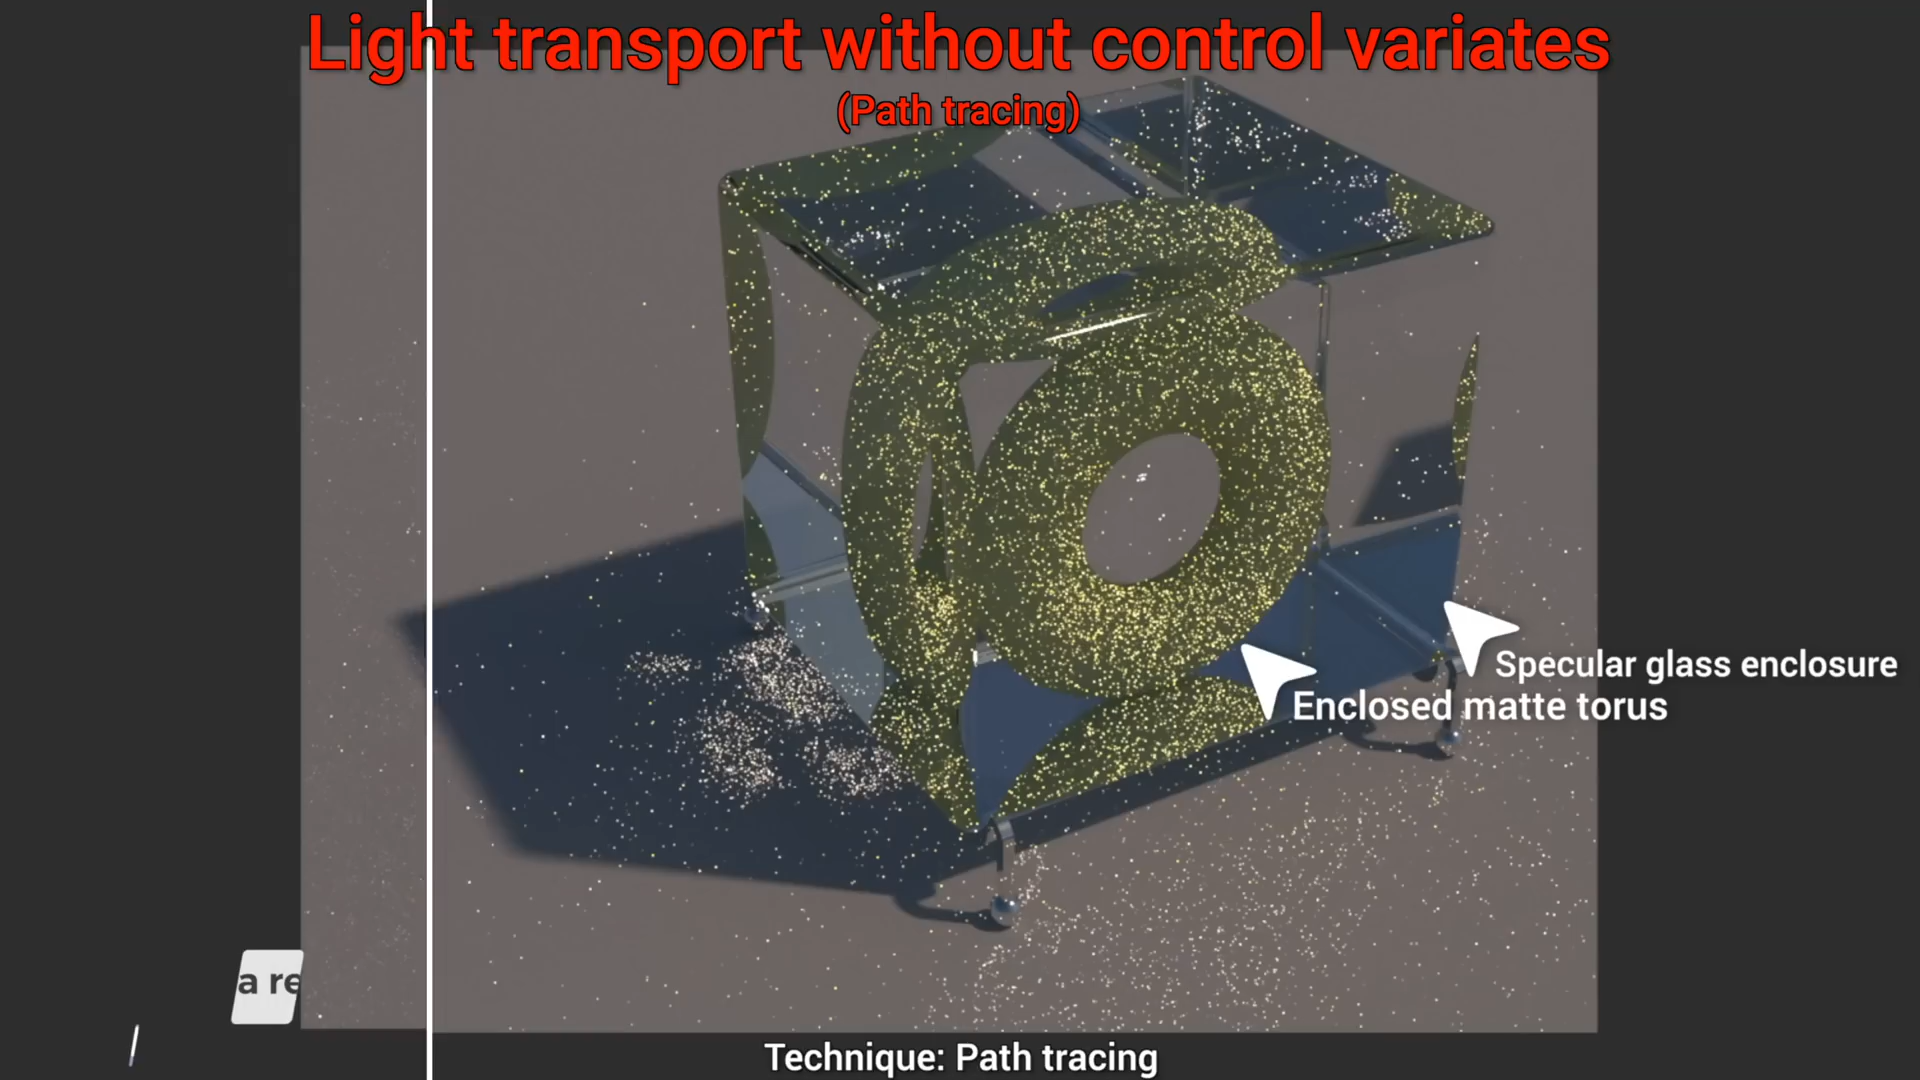 Light transport without control variates
(Path tracing)
Specular glass enclosure
Enclosed matte torus
a re
Technique: Path tracing